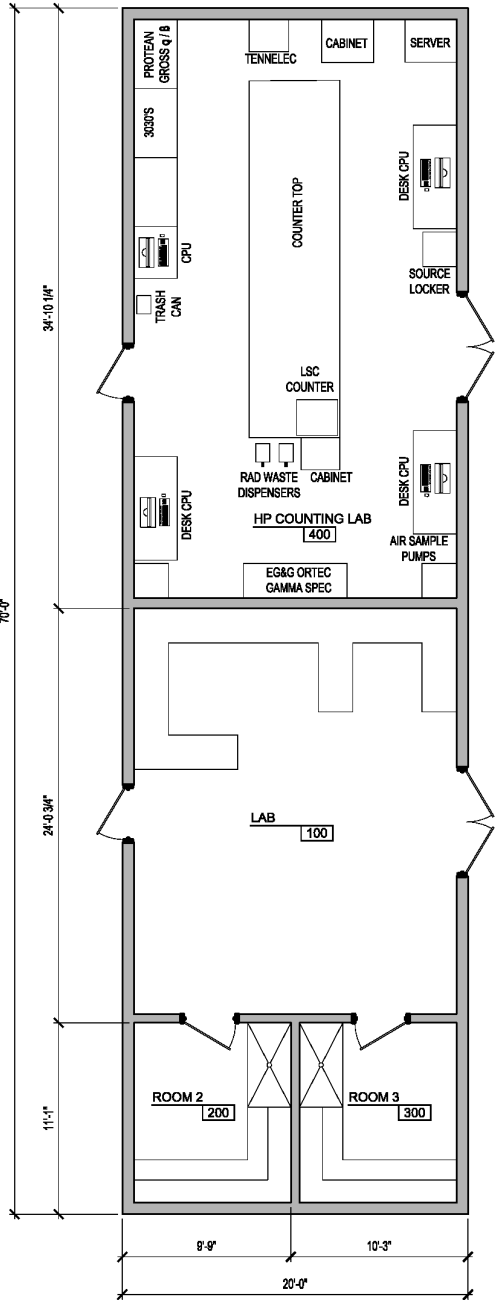 PROTEAN
GROSS α / B
TENNELEC
CABINET
SERVER
3030'S
COUNTER TOP
DESK CPU
CPU
SOURCE
LOCKER
TRASH
CAN
34'-10 1/4"
LSC
COUNTER
RAD WASTE
DISPENSERS
CABINET
DESK CPU
DESK CPU
HP COUNTING LAB
400
AIR SAMPLE
PUMPS
EG&G ORTEC
GAMMA SPEC
70'-0"
24'-0 3/4"
LAB
100
ROOM 2
200
ROOM 3
300
11'-1"
9'-9"
10'-3"
20'-0"